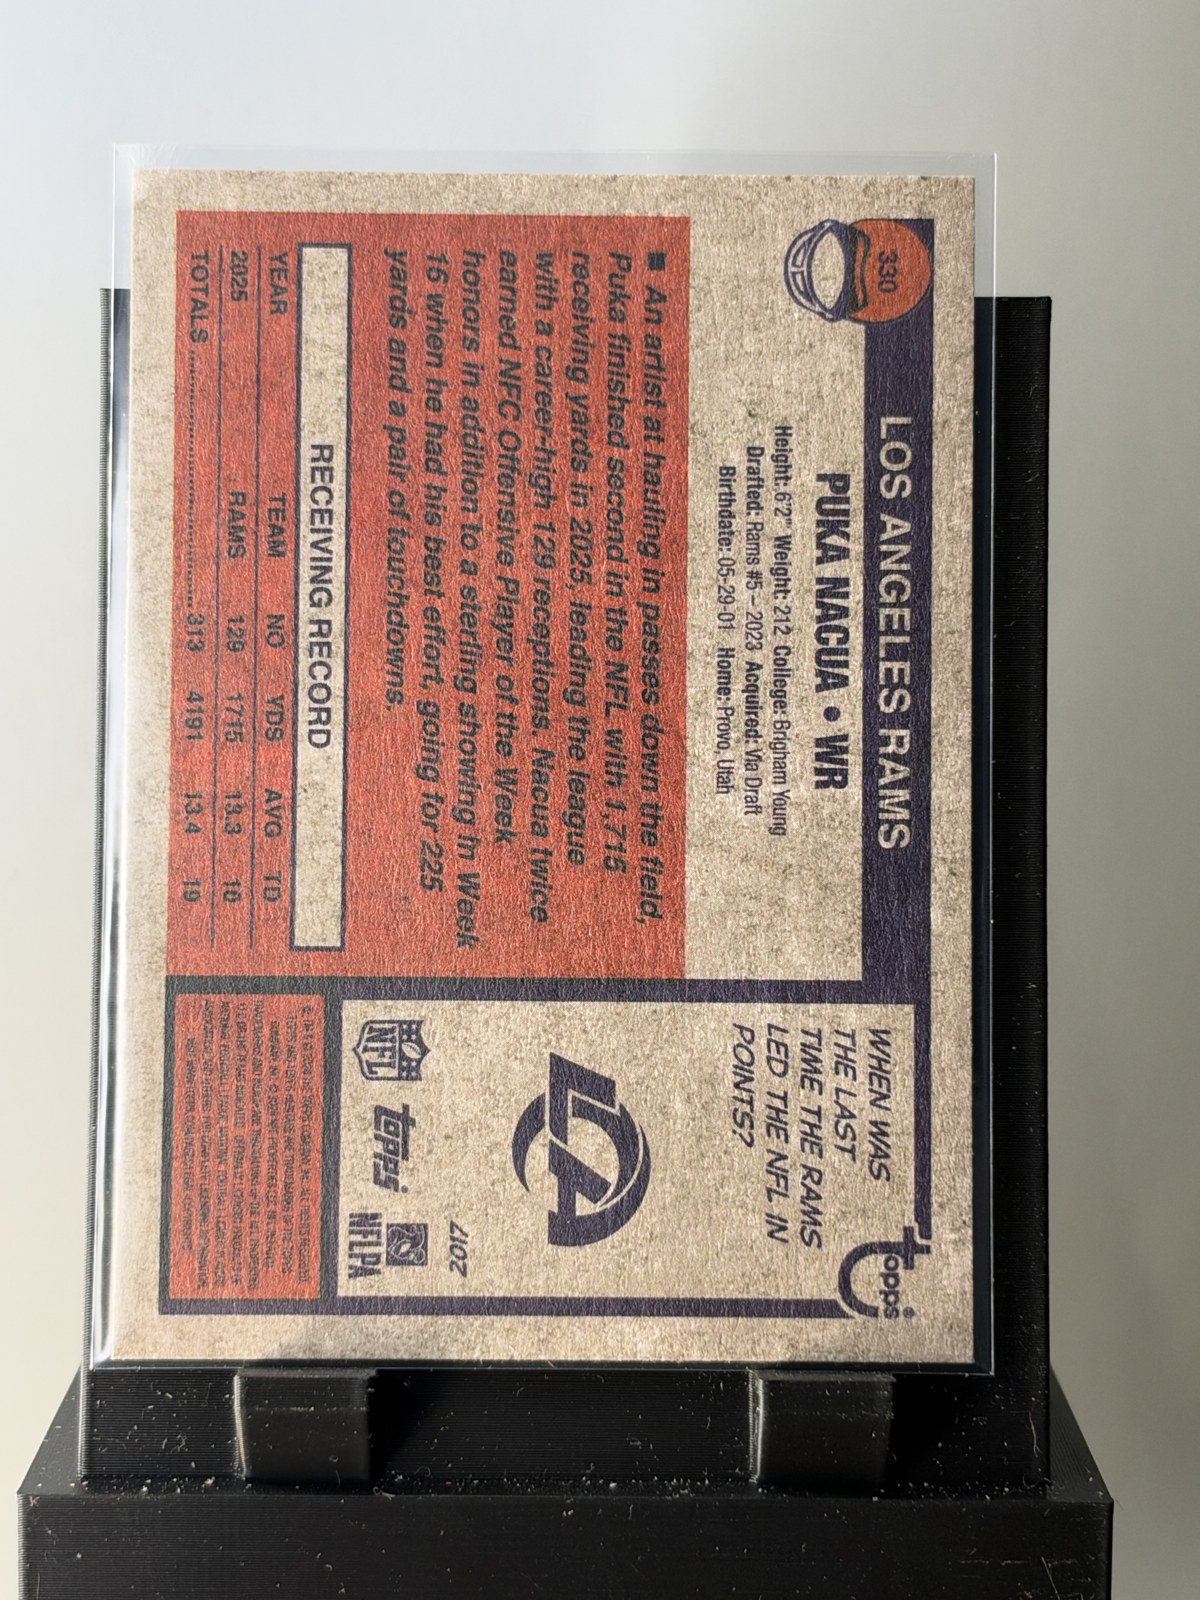 330
LOS ANGELES RAMS
PUKA NACUA • WR
Height: 6'2" Weight: 212 College: Brigham Young
Drafted: Rams #5 – 2023 Acquired: Via Draft
Birthdate: 05-29-01 Home: Provo, Utah
■ An artist at hauling in passes down the field,
Puka finished second in the NFL with 1,715
receiving yards in 2025, leading the league
with a career-high 129 receptions. Nacua twice
earned NFC Offensive Player of the Week
honors in addition to a sterling showing in Week
16 when he had his best effort, going for 225
yards and a pair of touchdowns.
RECEIVING RECORD
YEAR TEAM NO YDS AVG TD
2025 RAMS 129 1715 13.3 10
TOTALS 313 4191 13.4 19
topps®
WHEN WAS
THE LAST
TIME THE RAMS
LED THE NFL IN
POINTS?
LA
2017
NFL
topps
NFLPA